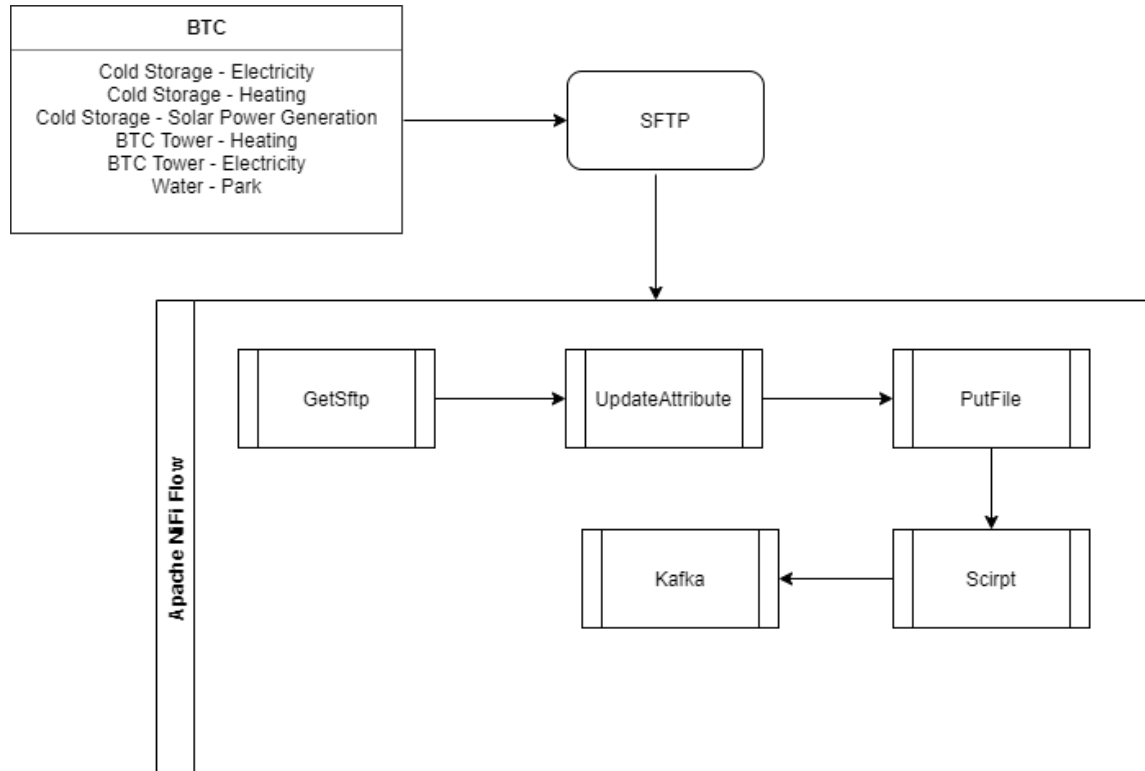 BTC
Cold Storage - Electricity
Cold Storage - Heating
Cold Storage - Solar Power Generation
BTC Tower - Heating
BTC Tower - Electricity
Water - Park
SFTP
Apache NiFi Flow
GetSftp
UpdateAttribute
PutFile
Kafka
Scirpt